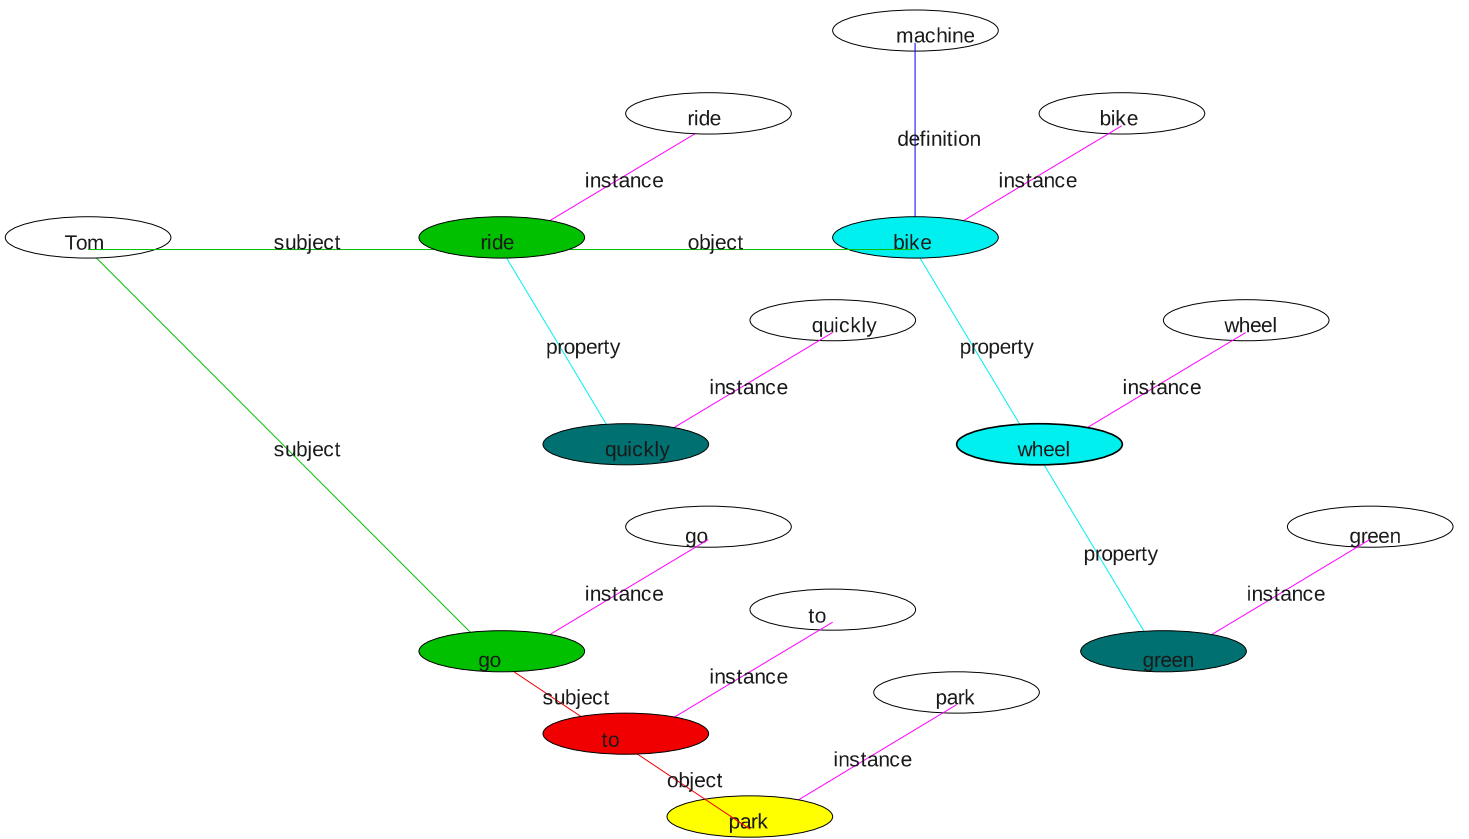 machine
ride
bike
definition
instance
instance
Tom
subject
ride
object
bike
quickly
wheel
property
property
instance
instance
subject
quickly
wheel
go
green
property
instance
instance
to
go
green
instance
subject
park
to
instance
object
park